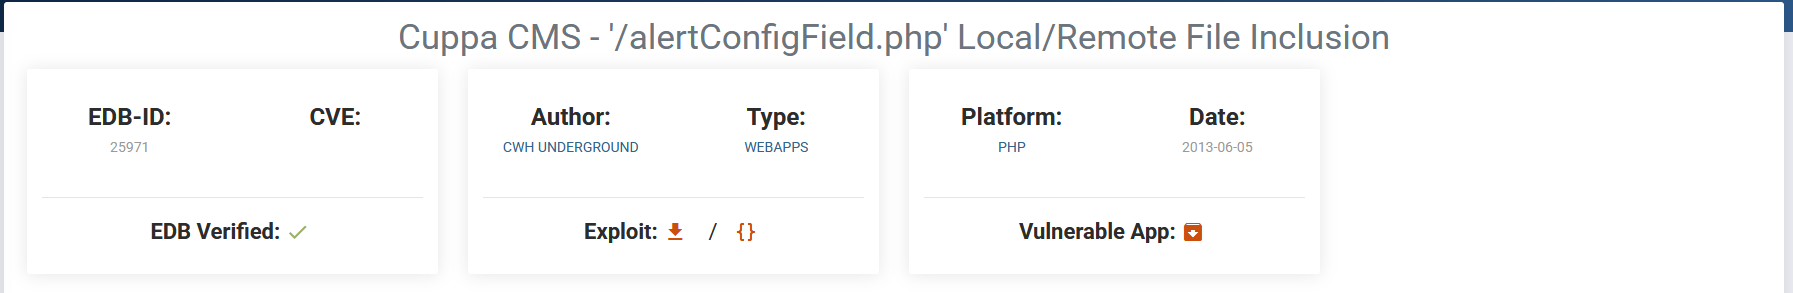 Cuppa CMS - '/alertConfigField.php' Local/Remote File Inclusion
EDB-ID: CVE: Author: Type: Platform: Date:
25971 CWH UNDERGROUND WEBAPPS PHP 2013-06-05
EDB Verified: Exploit: / {} Vulnerable App: